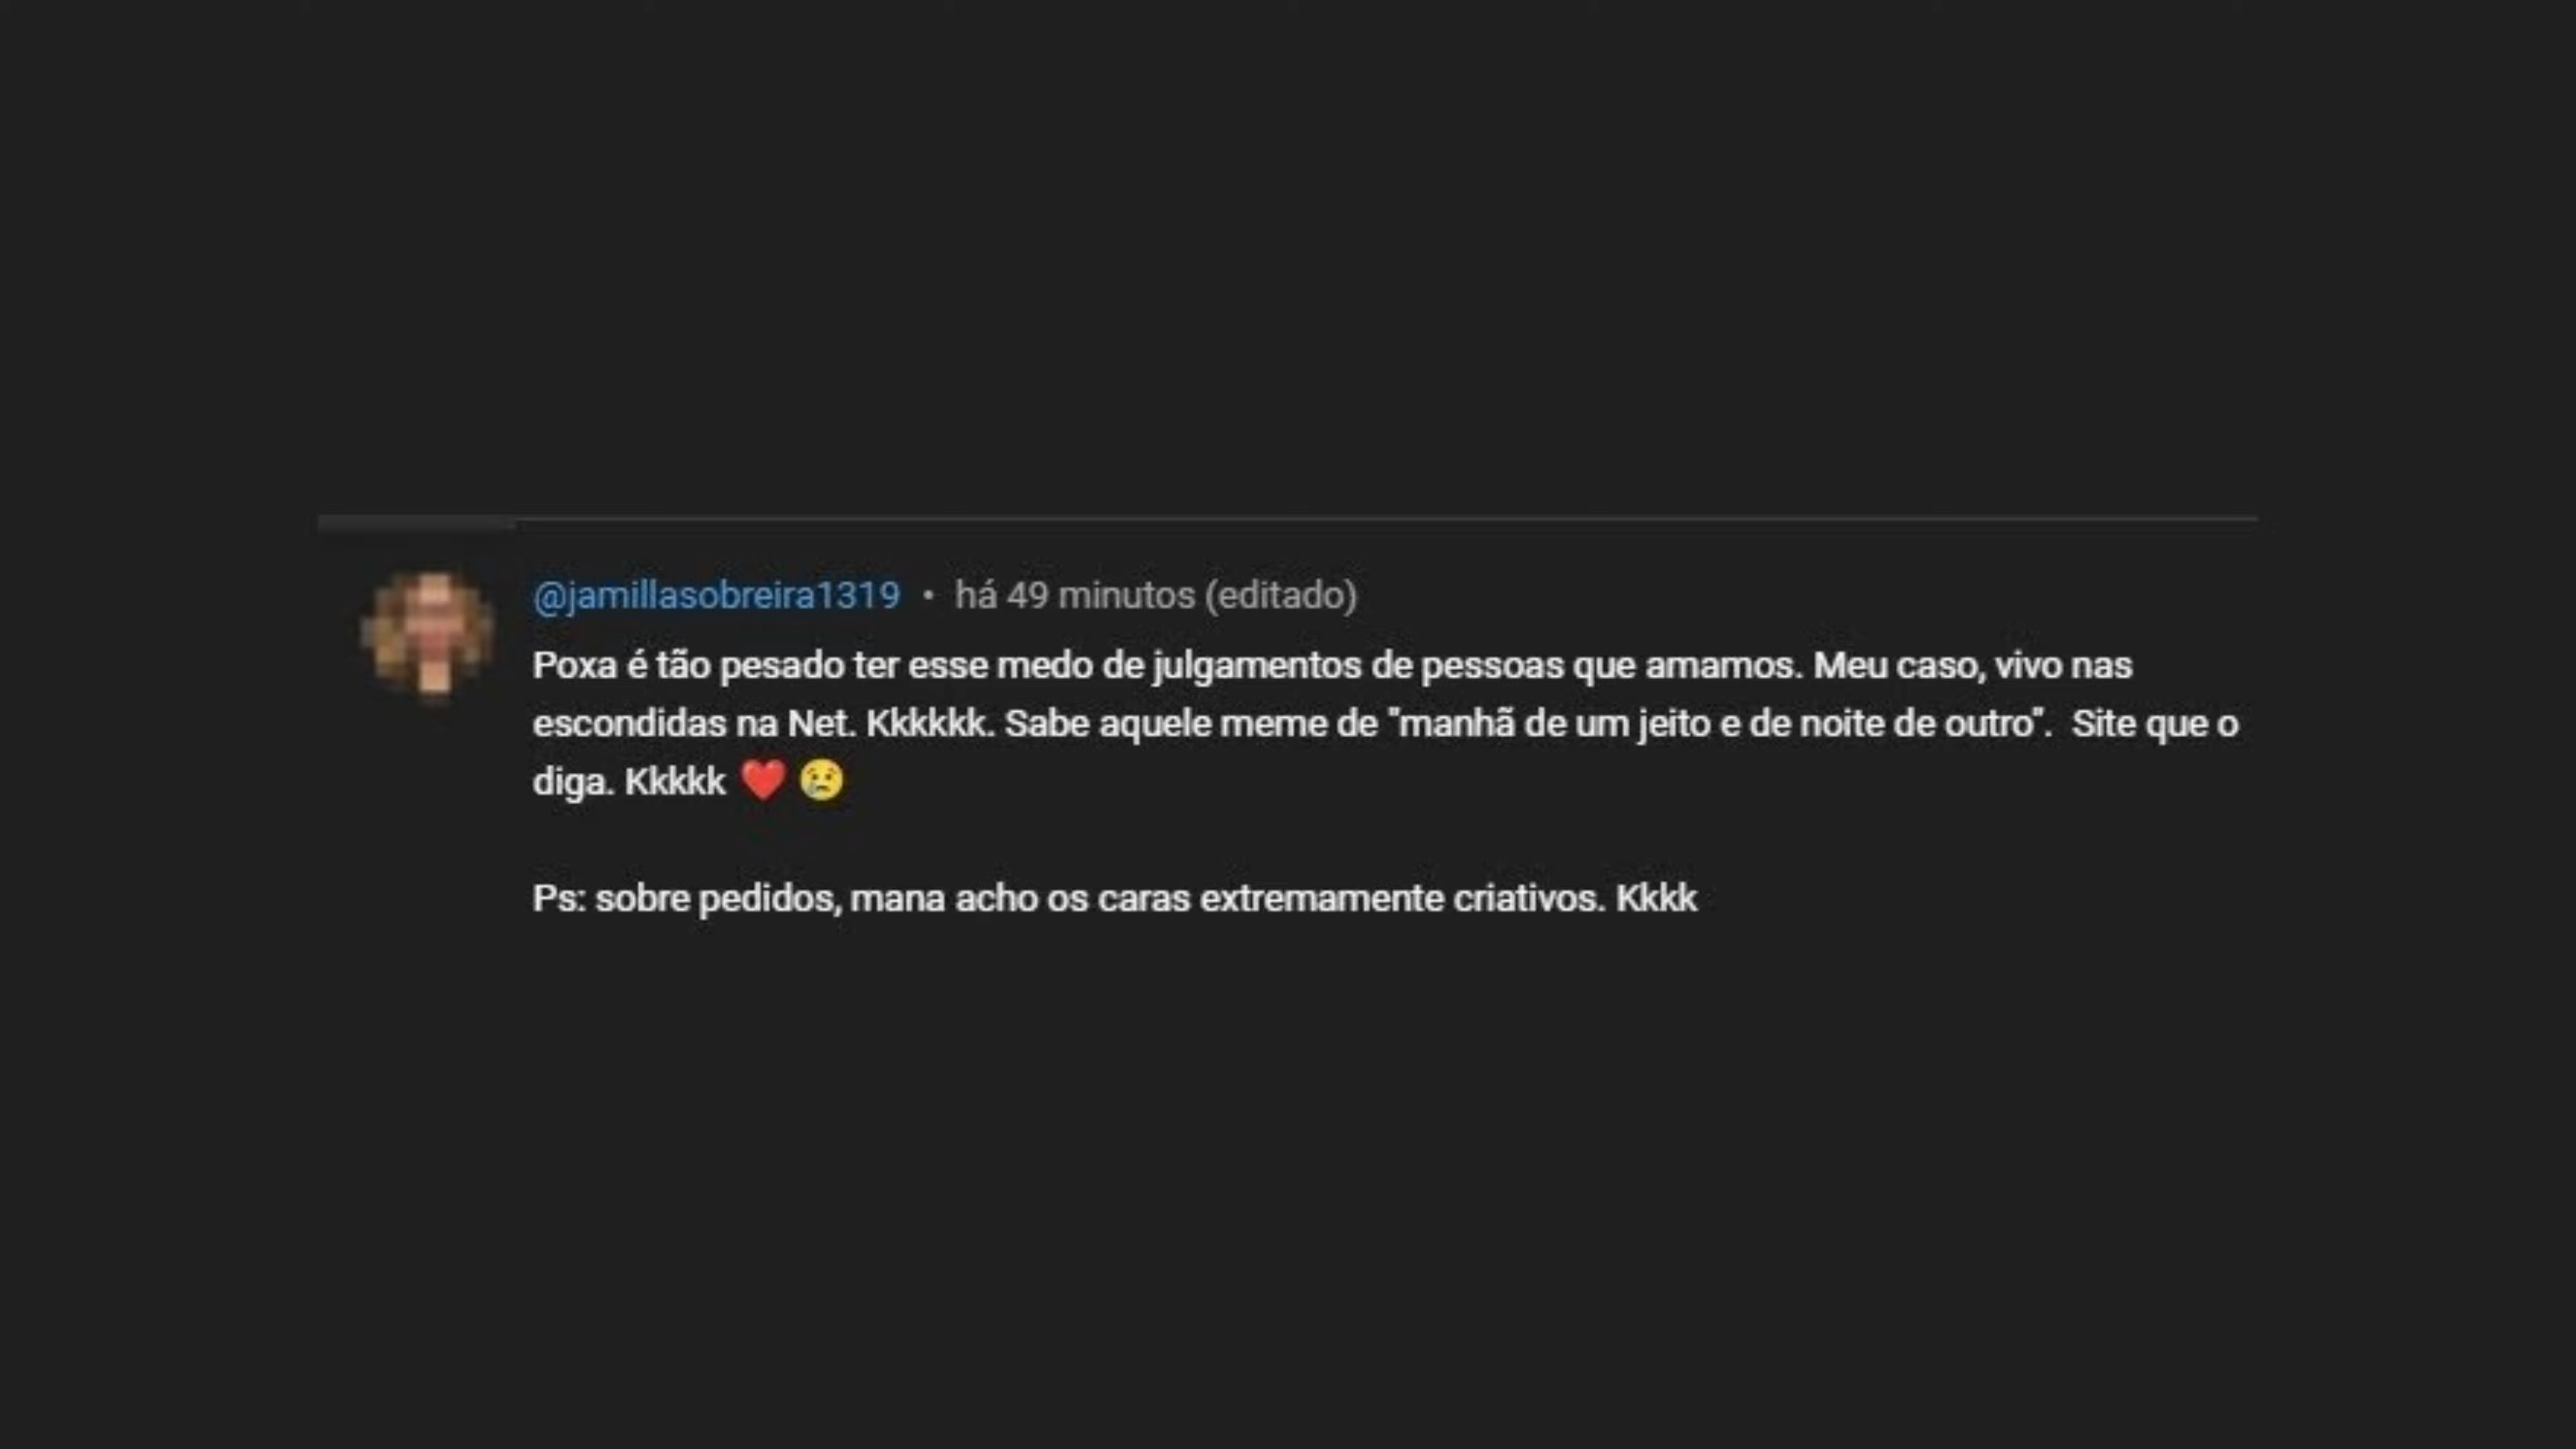 @jamillasobreira1319 • há 49 minutos (editado)
Poxa é tão pesado ter esse medo de julgamentos de pessoas que amamos. Meu caso, vivo nas
escondidas na Net. Kkkkkk. Sabe aquele meme de "manhã de um jeito e de noite de outro".  Site que o
diga. Kkkkk ❤️ 😢
Ps: sobre pedidos, mana acho os caras extremamente criativos. Kkkk